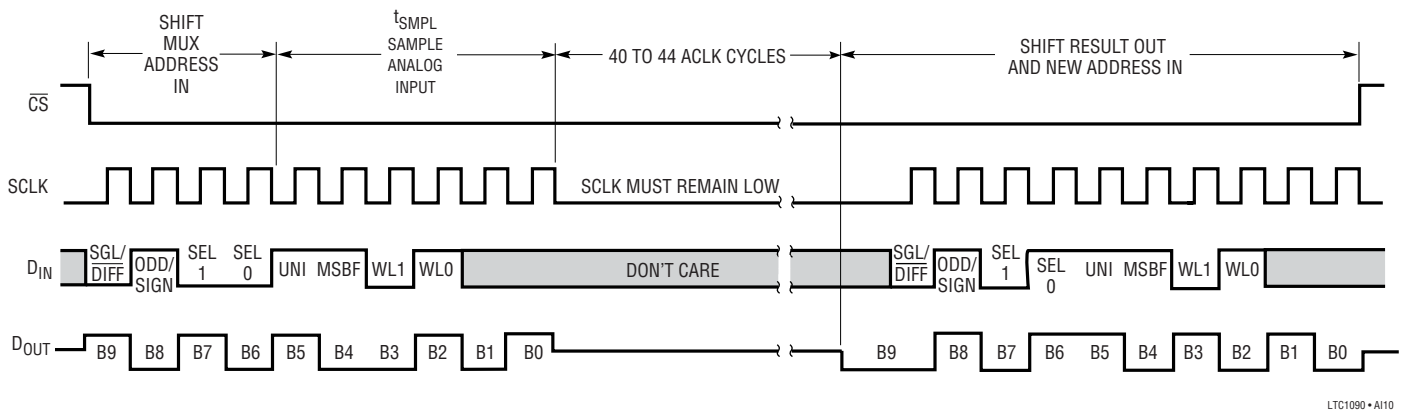 SHIFT
MUX
ADDRESS
IN
tSMPL
SAMPLE
ANALOG
INPUT
40 TO 44 ACLK CYCLES
SHIFT RESULT OUT
AND NEW ADDRESS IN
CS
SCLK
SCLK MUST REMAIN LOW
DIN
SGL/
DIFF
ODD/
SIGN
SEL
1
SEL
0
UNI MSBF WL1 WL0
DON'T CARE
SGL/
DIFF
ODD/
SIGN
SEL
1
SEL
0
UNI MSBF WL1 WL0
DOUT
B9 B8 B7 B6 B5 B4 B3 B2 B1 B0
B9 B8 B7 B6 B5 B4 B3 B2 B1 B0
LTC1090 • AI10